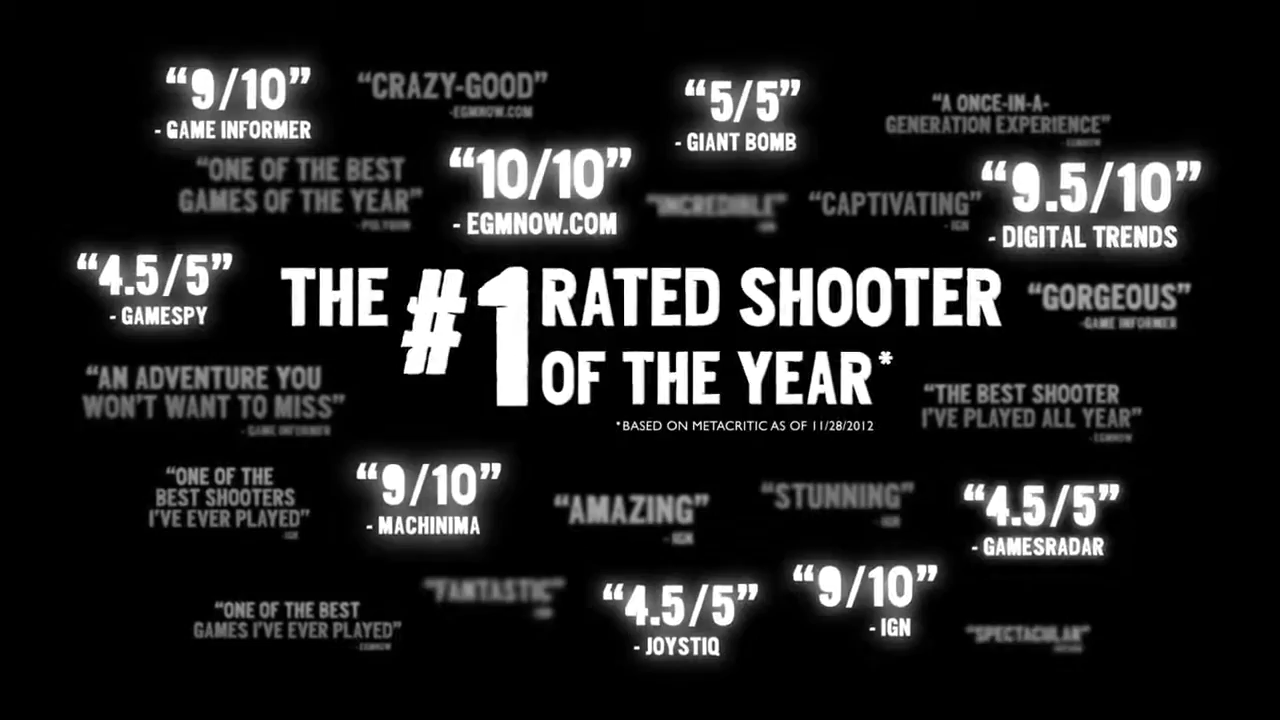 “9/10”
- GAME INFORMER
“CRAZY-GOOD”
-EGMNOW.COM
“5/5”
- GIANT BOMB
“A ONCE-IN-A-
GENERATION EXPERIENCE”
-EGMNOW
“ONE OF THE BEST
GAMES OF THE YEAR”
-POLYGON
“10/10”
- EGMNOW.COM
“INCREDIBLE”
“CAPTIVATING”
- IGN
“9.5/10”
- DIGITAL TRENDS
“4.5/5”
- GAMESPY
THE #1 RATED SHOOTER
OF THE YEAR*
*BASED ON METACRITIC AS OF 11/28/2012
“GORGEOUS”
-GAME INFORMER
“AN ADVENTURE YOU
WON’T WANT TO MISS”
- GAME INFORMER
“THE BEST SHOOTER
I’VE PLAYED ALL YEAR”
-EGMNOW
“ONE OF THE
BEST SHOOTERS
I’VE EVER PLAYED”
-IGN
“9/10”
- MACHINIMA
“AMAZING”
- IGN
“STUNNING”
-IGN
“4.5/5”
- GAMESRADAR
“FANTASTIC”
“ONE OF THE BEST
GAMES I’VE EVER PLAYED”
-EGMNOW
“4.5/5”
- JOYSTIQ
“9/10”
- IGN
“SPECTACULAR”